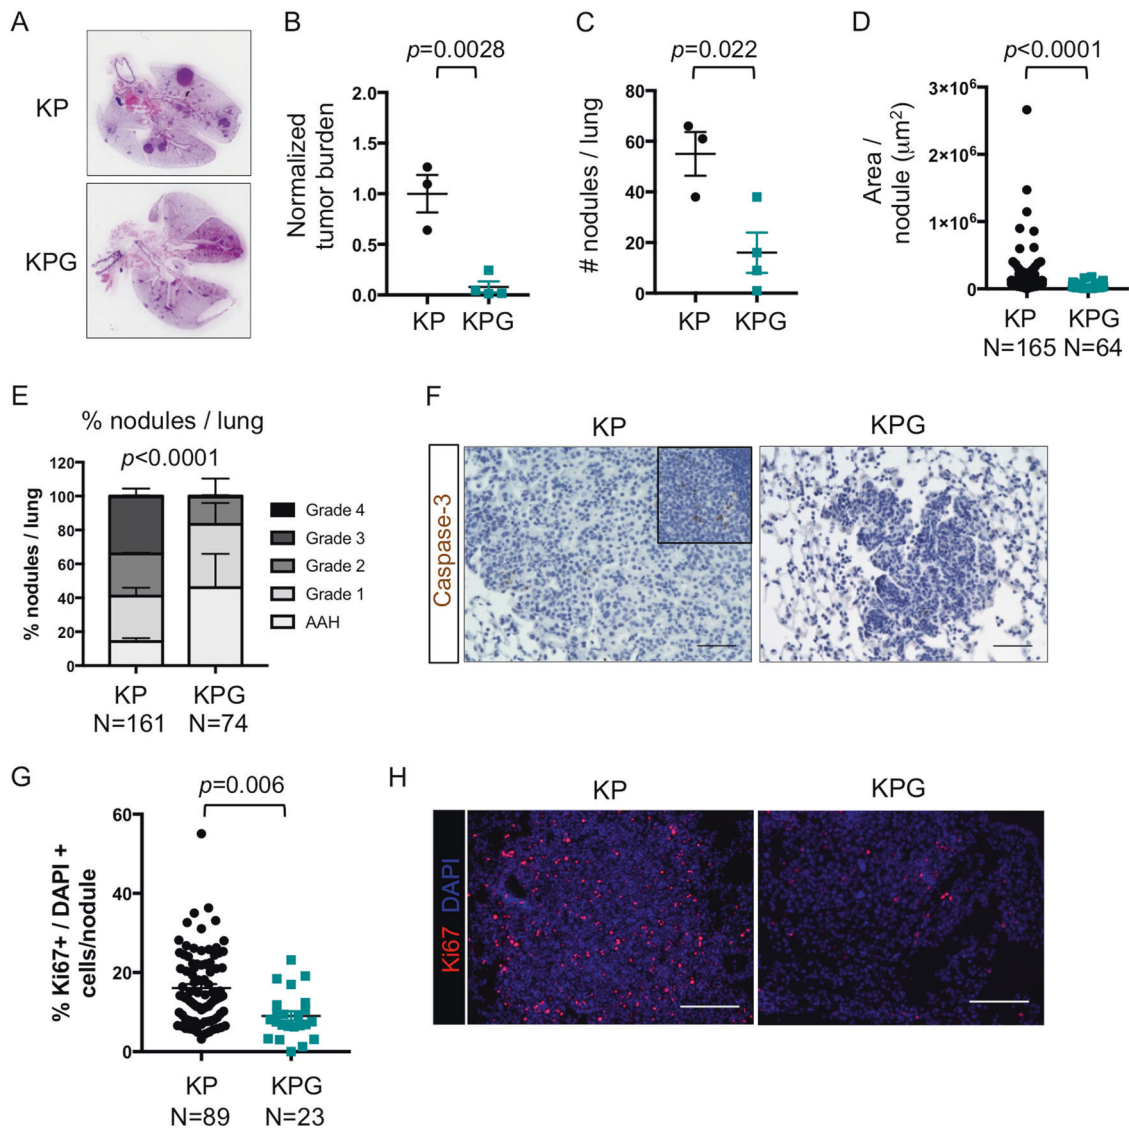 A
KP
KPG
B
p=0.0028
Normalized
tumor burden
2.0
1.5
1.0
0.5
0.0
KP KPG
C
p=0.022
# nodules / lung
80
60
40
20
0
KP KPG
D
p<0.0001
Area /
nodule (μm²)
3×10⁶
2×10⁶
1×10⁶
0
KP KPG
N=165 N=64
E
% nodules / lung
p<0.0001
% nodules / lung
120
100
80
60
40
20
0
KP KPG
N=161 N=74
Grade 4
Grade 3
Grade 2
Grade 1
AAH
F
KP KPG
Caspase-3
G
p=0.006
% Ki67+ / DAPI +
cells/nodule
60
40
20
0
KP KPG
N=89 N=23
H
KP KPG
Ki67 DAPI